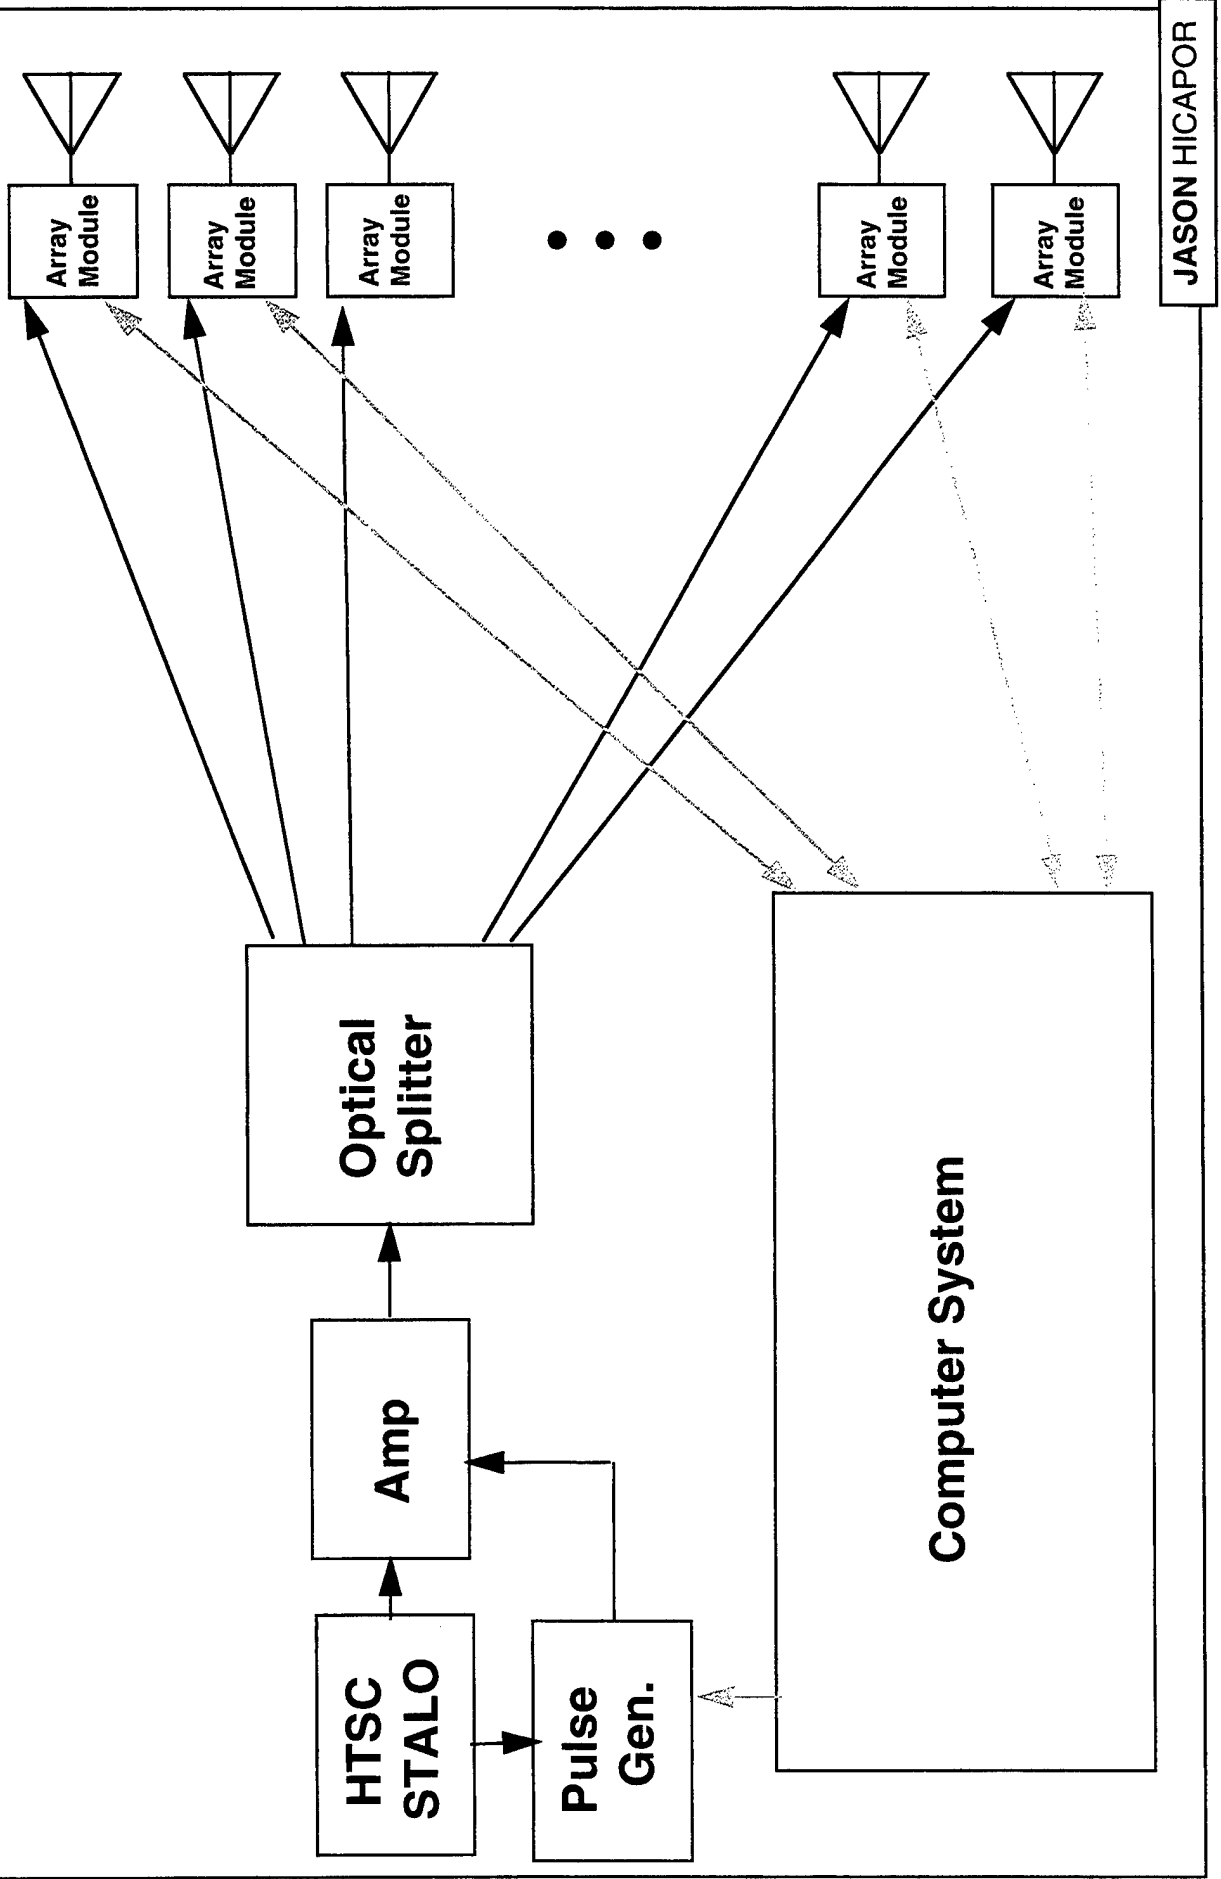 HTSC
STALO
Amp
Optical
Splitter
Pulse
Gen.
Computer System
Array
Module
Array
Module
Array
Module
Array
Module
Array
Module
JASON HICAPOR